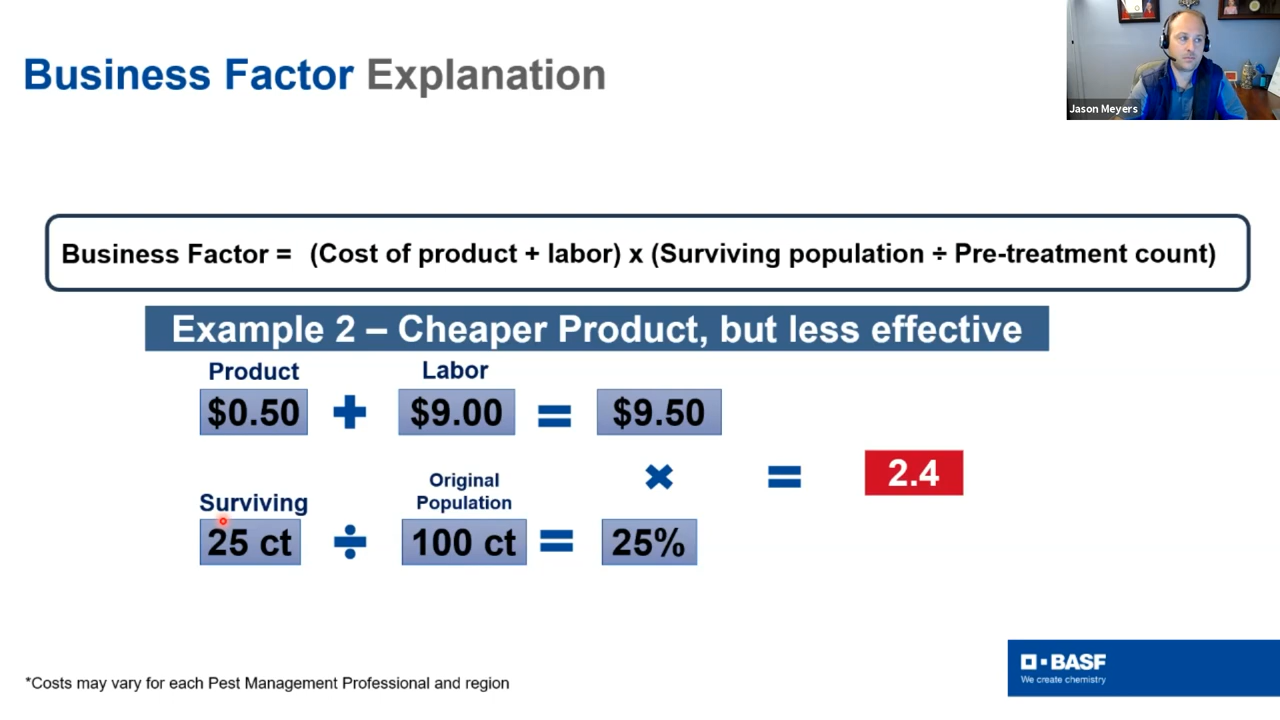 Business Factor Explanation
Jason Meyers
Business Factor = (Cost of product + labor) x (Surviving population ÷ Pre-treatment count)
Example 2 – Cheaper Product, but less effective
Product Labor
$0.50 + $9.00 = $9.50
× = 2.4
Surviving Original Population
25 ct ÷ 100 ct = 25%
*Costs may vary for each Pest Management Professional and region
BASF
We create chemistry